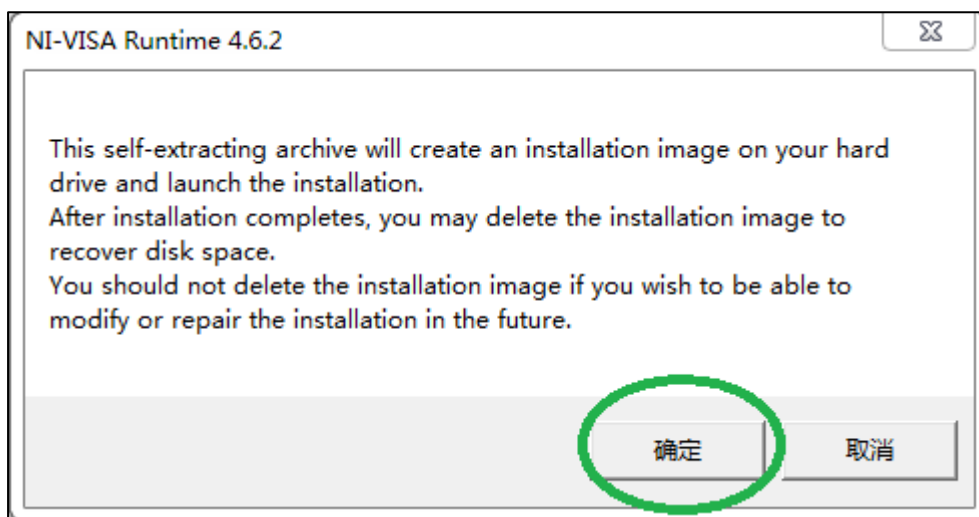 NI-VISA Runtime 4.6.2
This self-extracting archive will create an installation image on your hard
drive and launch the installation.
After installation completes, you may delete the installation image to
recover disk space.
You should not delete the installation image if you wish to be able to
modify or repair the installation in the future.
确定 取消